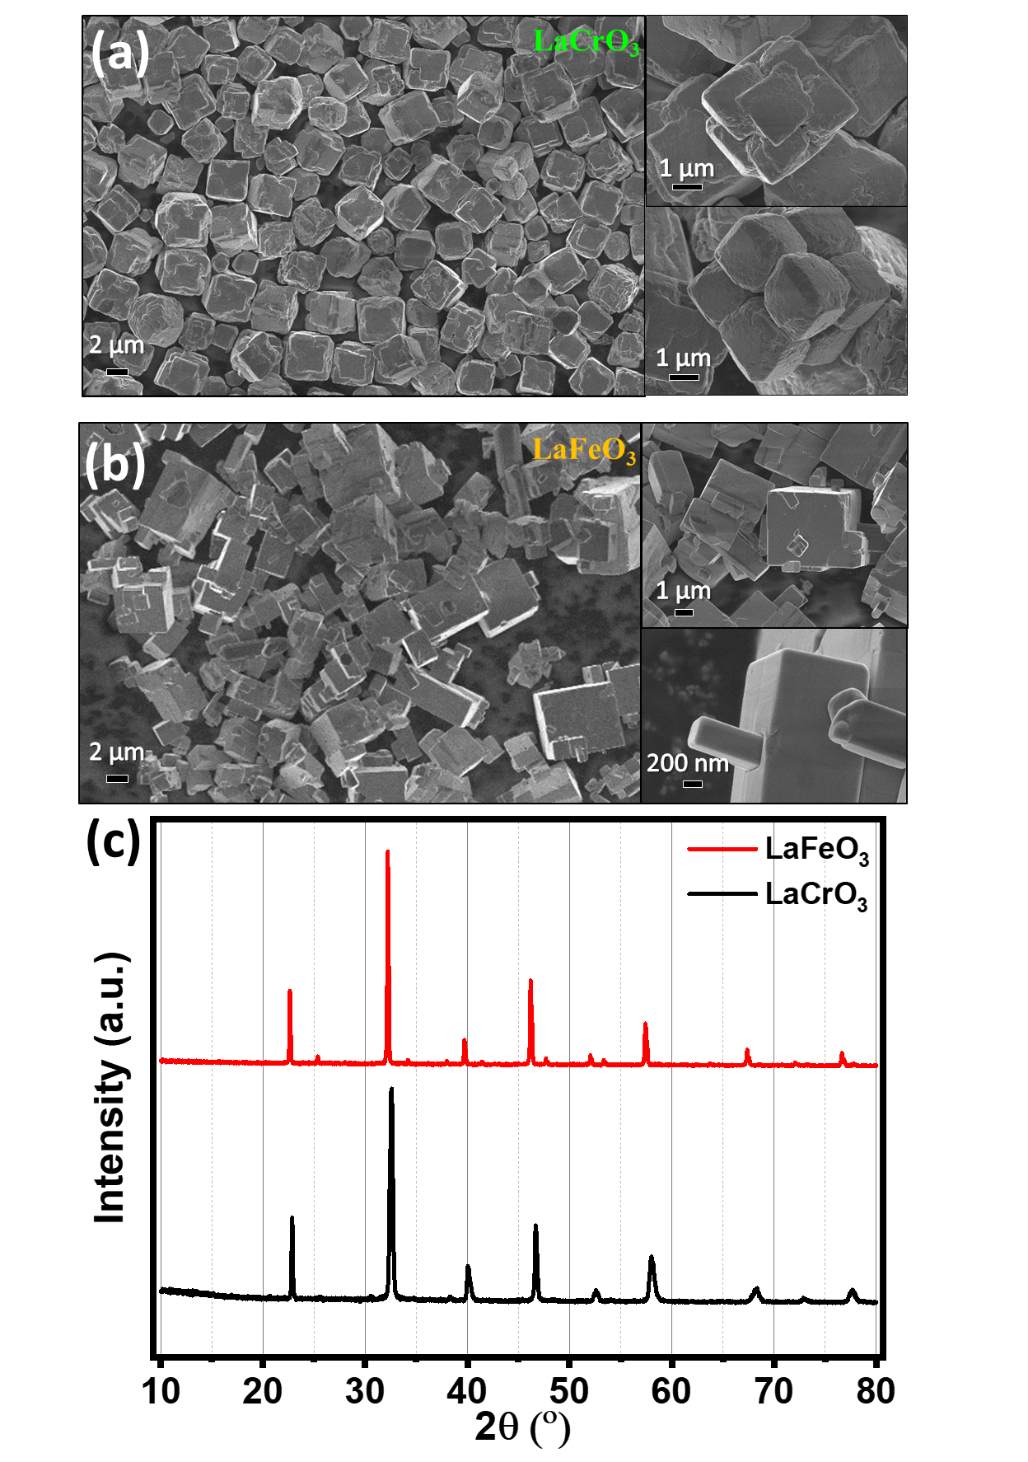 (a)
LaCrO₃
2 μm
1 μm
1 μm
(b)
LaFeO₃
2 μm
1 μm
200 nm
(c)
LaFeO₃
LaCrO₃
Intensity (a.u.)
10 20 30 40 50 60 70 80
2θ (º)